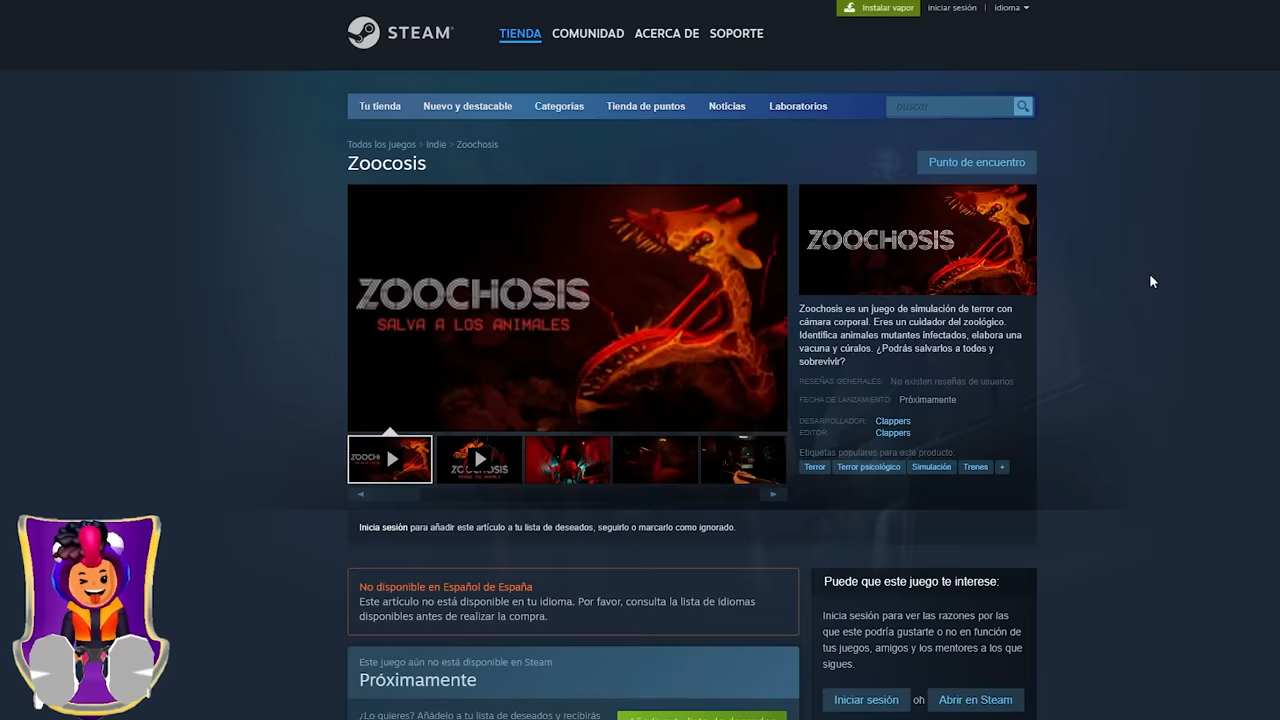 Instalar vapor
iniciar sesión
idioma
STEAM
TIENDA
COMUNIDAD
ACERCA DE
SOPORTE
Tu tienda
Nuevo y destacable
Categorías
Tienda de puntos
Noticias
Laboratorios
buscar
Todos los juegos > Indie > Zoochosis
Zoocosis
Punto de encuentro
ZOOCHOSIS
SALVA A LOS ANIMALES
ZOOCHOSIS
Zoochosis es un juego de simulación de terror con
cámara corporal. Eres un cuidador del zoológico.
Identifica animales mutantes infectados, elabora una
vacuna y cúralos. ¿Podrás salvarlos a todos y
sobrevivir?
RESEÑAS GENERALES: No existen reseñas de usuarios
FECHA DE LANZAMIENTO: Próximamente
DESARROLLADOR: Clappers
EDITOR: Clappers
Etiquetas populares para este producto:
Terror
Terror psicológico
Simulación
Trenes
+
ZOOCHOSIS
Inicia sesión para añadir este artículo a tu lista de deseados, seguirlo o marcarlo como ignorado.
No disponible en Español de España
Este artículo no está disponible en tu idioma. Por favor, consulta la lista de idiomas
disponibles antes de realizar la compra.
Este juego aún no está disponible en Steam
Próximamente
¿Lo quieres? Añádelo a tu lista de deseados y recibirás
Puede que este juego te interese:
Inicia sesión para ver las razones por las
que este podría gustarte o no en función de
tus juegos, amigos y los mentores a los que
sigues.
Iniciar sesión
oh
Abrir en Steam